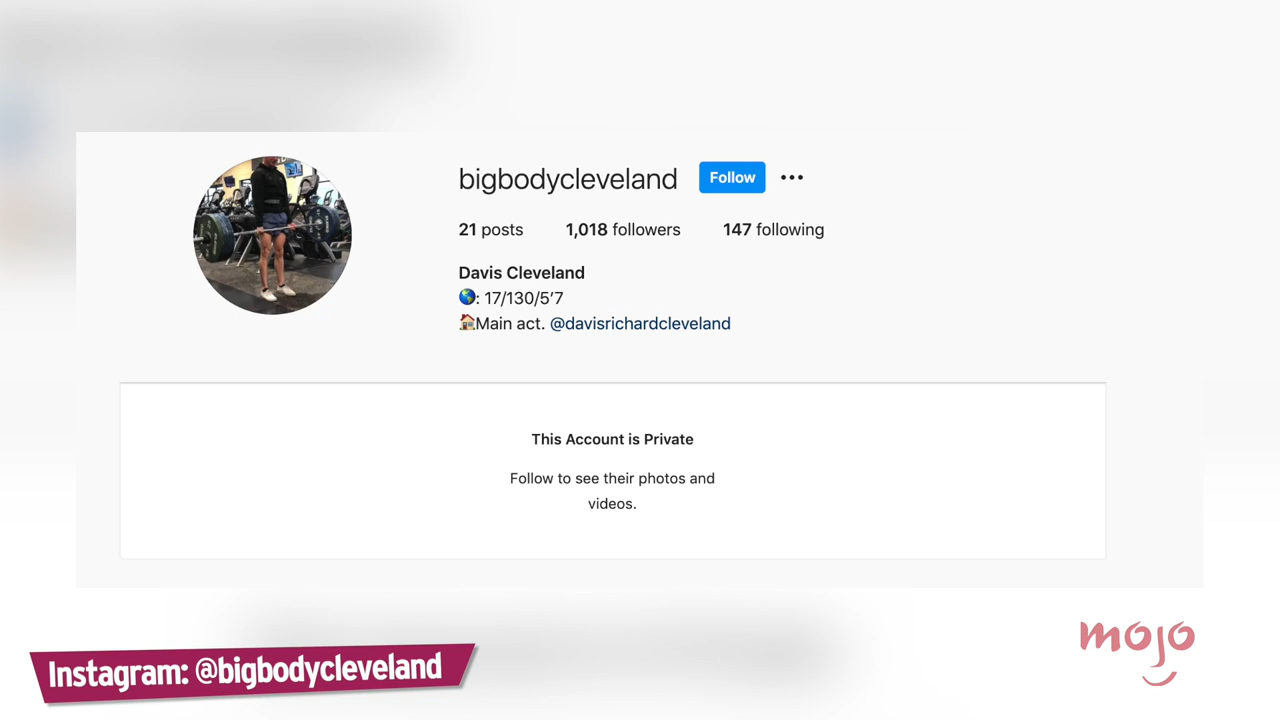 bigbodycleveland Follow •••
21 posts 1,018 followers 147 following
Davis Cleveland
🌎: 17/130/5’7
🏠Main act. @davisrichardcleveland
This Account is Private
Follow to see their photos and
videos.
Instagram: @bigbodycleveland
mojo